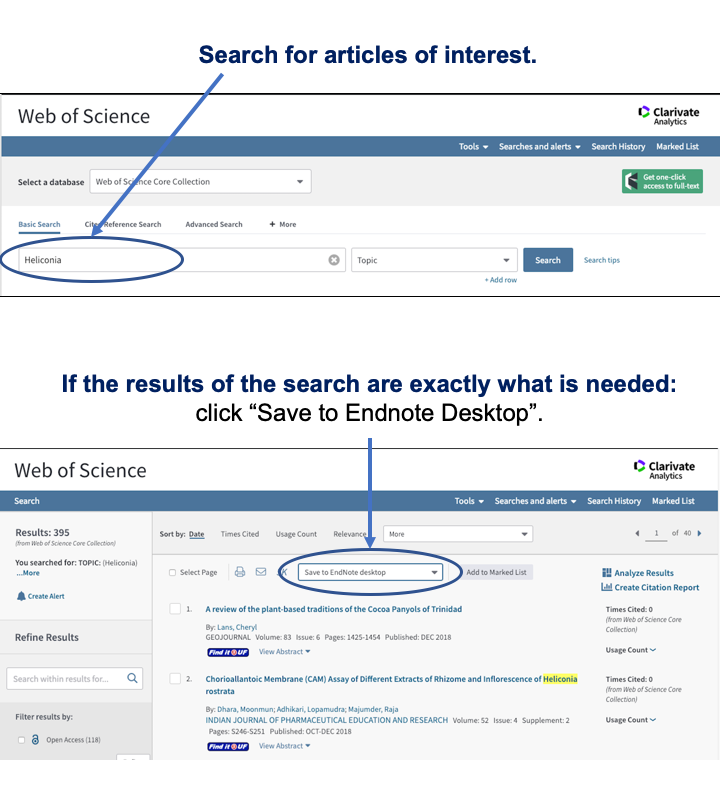 Search for articles of interest.
Web of Science
Clarivate
Analytics
Tools Searches and alerts Search History Marked List
Select a database Web of Science Core Collection
Get one-click
access to full-text
Basic Search Cited Reference Search Advanced Search + More
Heliconia Topic Search Search tips
+ Add row
If the results of the search are exactly what is needed:
click “Save to Endnote Desktop”.
Web of Science
Clarivate
Analytics
Search Tools Searches and alerts Search History Marked List
Results: 395
(from Web of Science Core Collection)
You searched for: TOPIC: (Heliconia)
...More
Create Alert
Refine Results
Search within results for...
Filter results by:
Open Access (118)
Sort by: Date Times Cited Usage Count Relevance More 1 of 40
Select Page Save to EndNote desktop Add to Marked List
Analyze Results
Create Citation Report
1. A review of the plant-based traditions of the Cocoa Panyols of Trinidad
By: Lans, Cheryl
GEOJOURNAL Volume: 83 Issue: 6 Pages: 1425-1454 Published: DEC 2018
Find it @ UF View Abstract
Times Cited: 0
(from Web of Science Core
Collection)
Usage Count
2. Chorioallantoic Membrane (CAM) Assay of Different Extracts of Rhizome and Inflorescence of Heliconia
rostrata
By: Dhara, Moonmun; Adhikari, Lopamudra; Majumder, Raja
INDIAN JOURNAL OF PHARMACEUTICAL EDUCATION AND RESEARCH Volume: 52 Issue: 4 Supplement: 2
Pages: S246-S251 Published: OCT-DEC 2018
Find it @ UF View Abstract
Times Cited: 0
(from Web of Science Core
Collection)
Usage Count